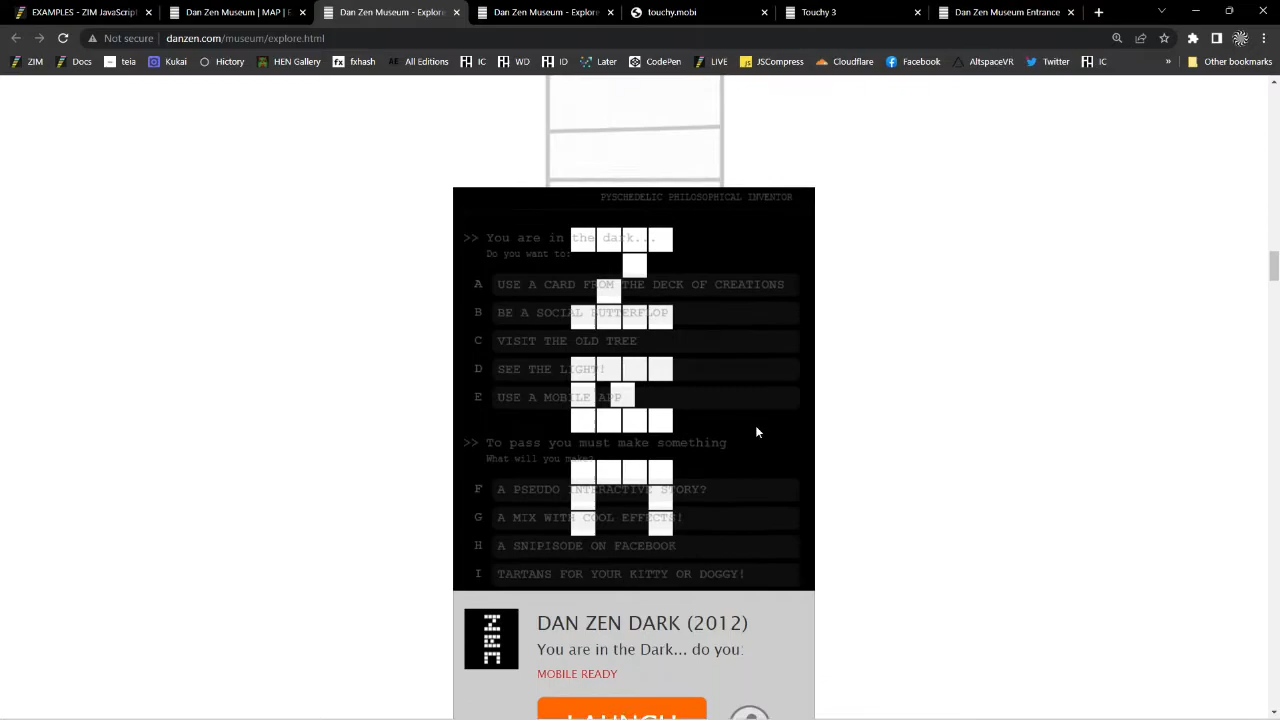 EXAMPLES - ZIM JavaScript C
Dan Zen Museum | MAP | E
Dan Zen Museum - Explore
Dan Zen Museum - Explore
touchy.mobi
Touchy 3
Dan Zen Museum Entrance
Not secure
danzen.com/museum/explore.html
ZIM
Docs
Beta
Kukai
Hictory
HEN Gallery
fxhash
All Editions
IC
WD
ID
Later
CodePen
LIVE
JSCompress
Cloudflare
Facebook
AltspaceVR
Twitter
IC
»
Other bookmarks
PYSCHEDELIC PHILOSOPHICAL INVENTOR
>> You are in the dark...
Do you want to:
A USE A CARD FROM THE DECK OF CREATIONS
B BE A SOCIAL BUTTERFLOP
C VISIT THE OLD TREE
D SEE THE LIGHT!
E USE A MOBILE APP
>> To pass you must make something
What will you make?
F A PSEUDO INTERACTIVE STORY?
G A MIX WITH COOL EFFECTS!
H A SNIPISODE ON FACEBOOK
I TARTANS FOR YOUR KITTY OR DOGGY!
DAN ZEN DARK (2012)
You are in the Dark... do you:
MOBILE READY
LAUNCH